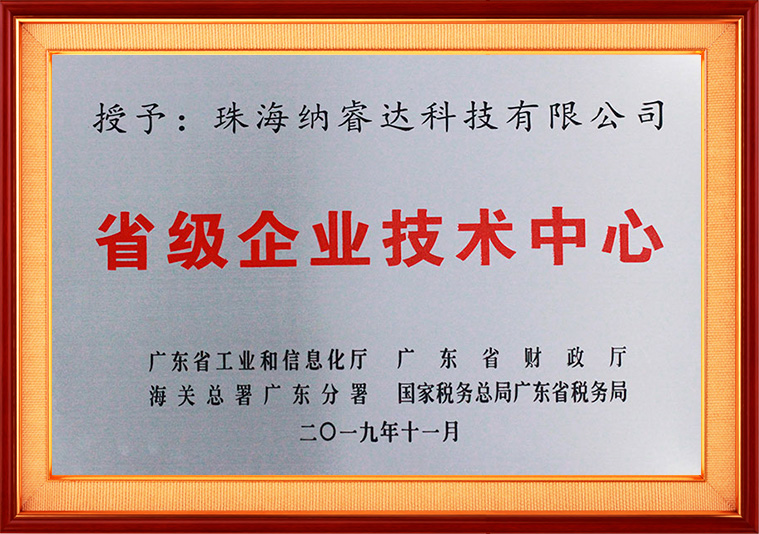 授予：珠海纳睿达科技有限公司
省级企业技术中心
广东省工业和信息化厅 广东省财政厅
海关总署广东分署 国家税务总局广东省税务局
二〇一九年十一月